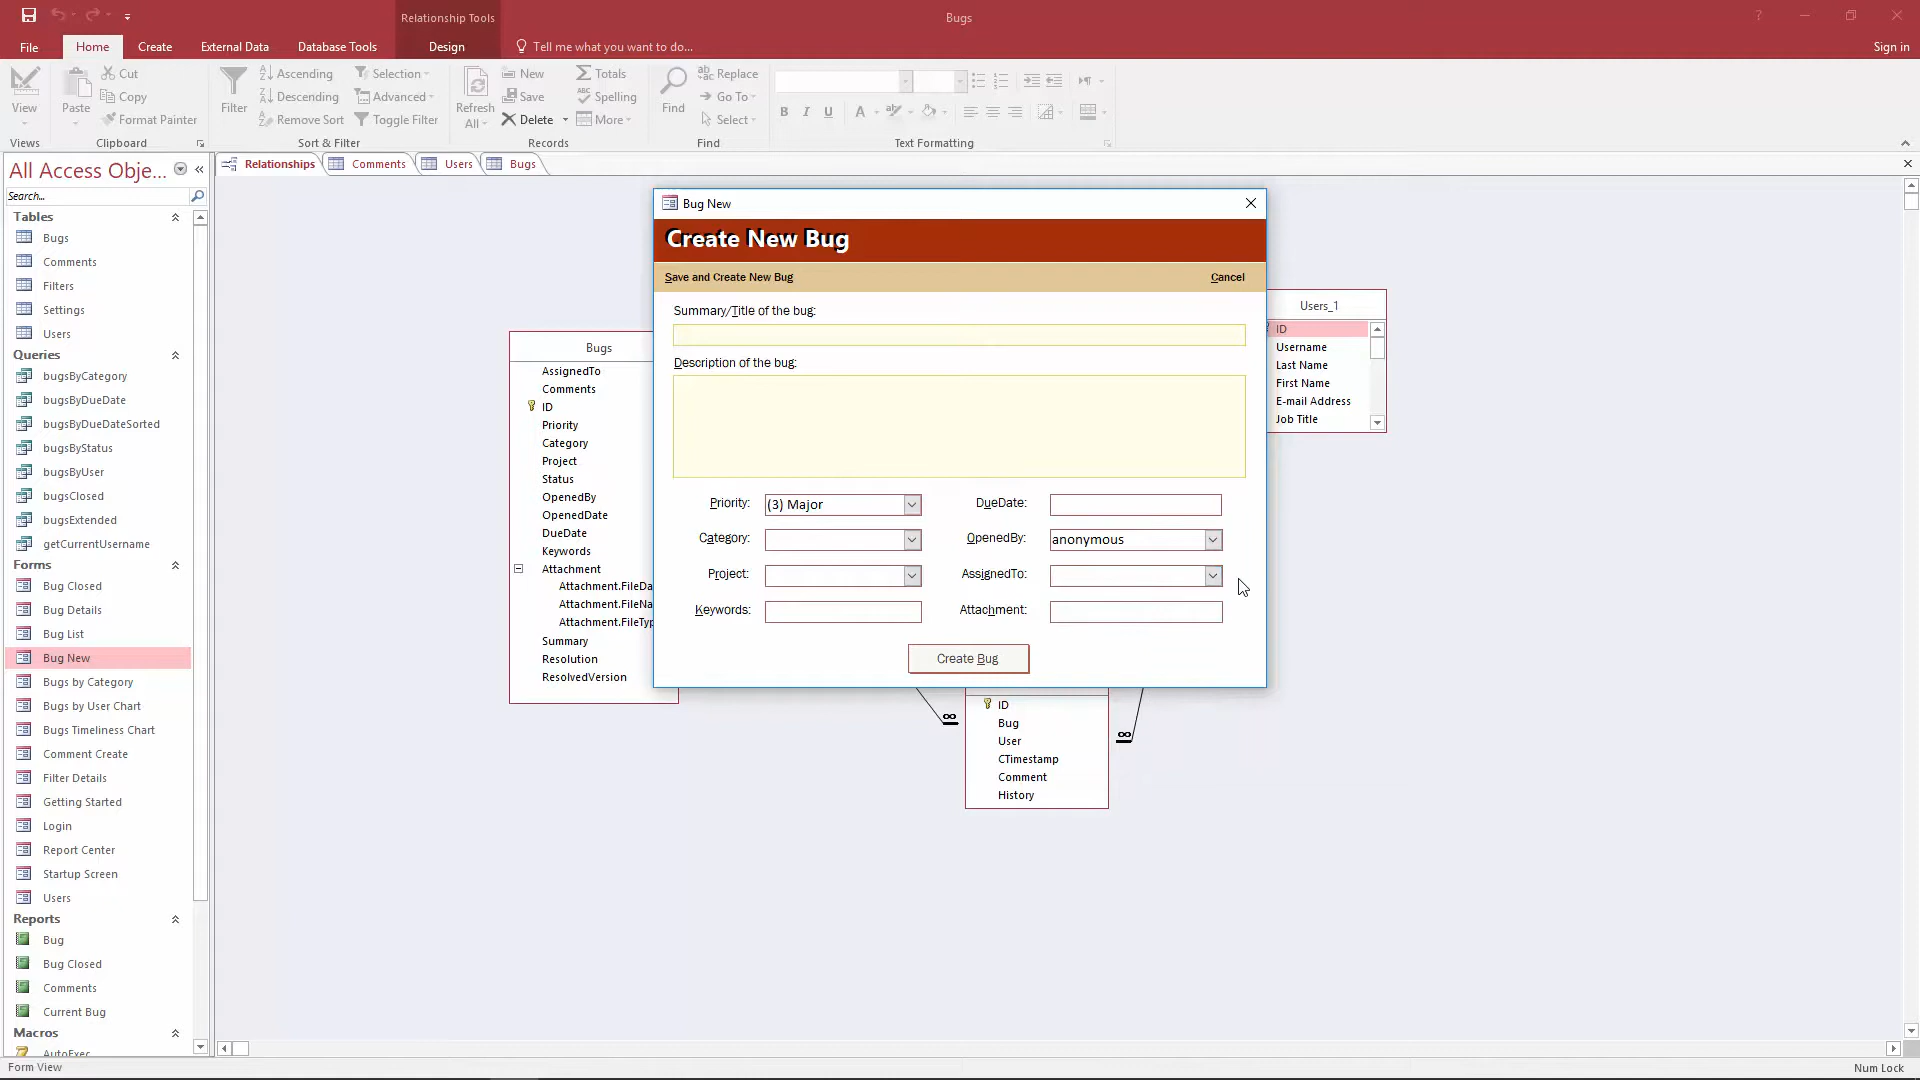 Relationship Tools
Bugs
File
Home
Create
External Data
Database Tools
Design
Tell me what you want to do...
Sign in
View
Paste
Cut
Copy
Format Painter
Filter
Ascending
Descending
Remove Sort
Selection
Advanced
Toggle Filter
Refresh
All
New
Save
Delete
Totals
Spelling
More
Find
Replace
Go To
Select
B I U
Views
Clipboard
Sort & Filter
Records
Find
Text Formatting
All Access Obje...
Search...
Tables
Bugs
Comments
Filters
Settings
Users
Queries
bugsByCategory
bugsByDueDate
bugsByDueDateSorted
bugsByStatus
bugsByUser
bugsClosed
bugsExtended
getCurrentUsername
Forms
Bug Closed
Bug Details
Bug List
Bug New
Bugs by Category
Bugs by User Chart
Bugs Timeliness Chart
Comment Create
Filter Details
Getting Started
Login
Report Center
Startup Screen
Users
Reports
Bug
Bug Closed
Comments
Current Bug
Macros
AutoExec
Relationships
Comments
Users
Bugs
Bugs
AssignedTo
Comments
ID
Priority
Category
Project
Status
OpenedBy
OpenedDate
DueDate
Keywords
Attachment
Attachment.FileDa
Attachment.FileNa
Attachment.FileTyp
Summary
Resolution
ResolvedVersion
Bug New
Create New Bug
Save and Create New Bug
Cancel
Summary/Title of the bug:
Description of the bug:
Priority: (3) Major
DueDate:
Category:
OpenedBy: anonymous
Project:
AssignedTo:
Keywords:
Attachment:
Create Bug
Users_1
ID
Username
Last Name
First Name
E-mail Address
Job Title
ID
Bug
User
CTimestamp
Comment
History
Form View
Num Lock